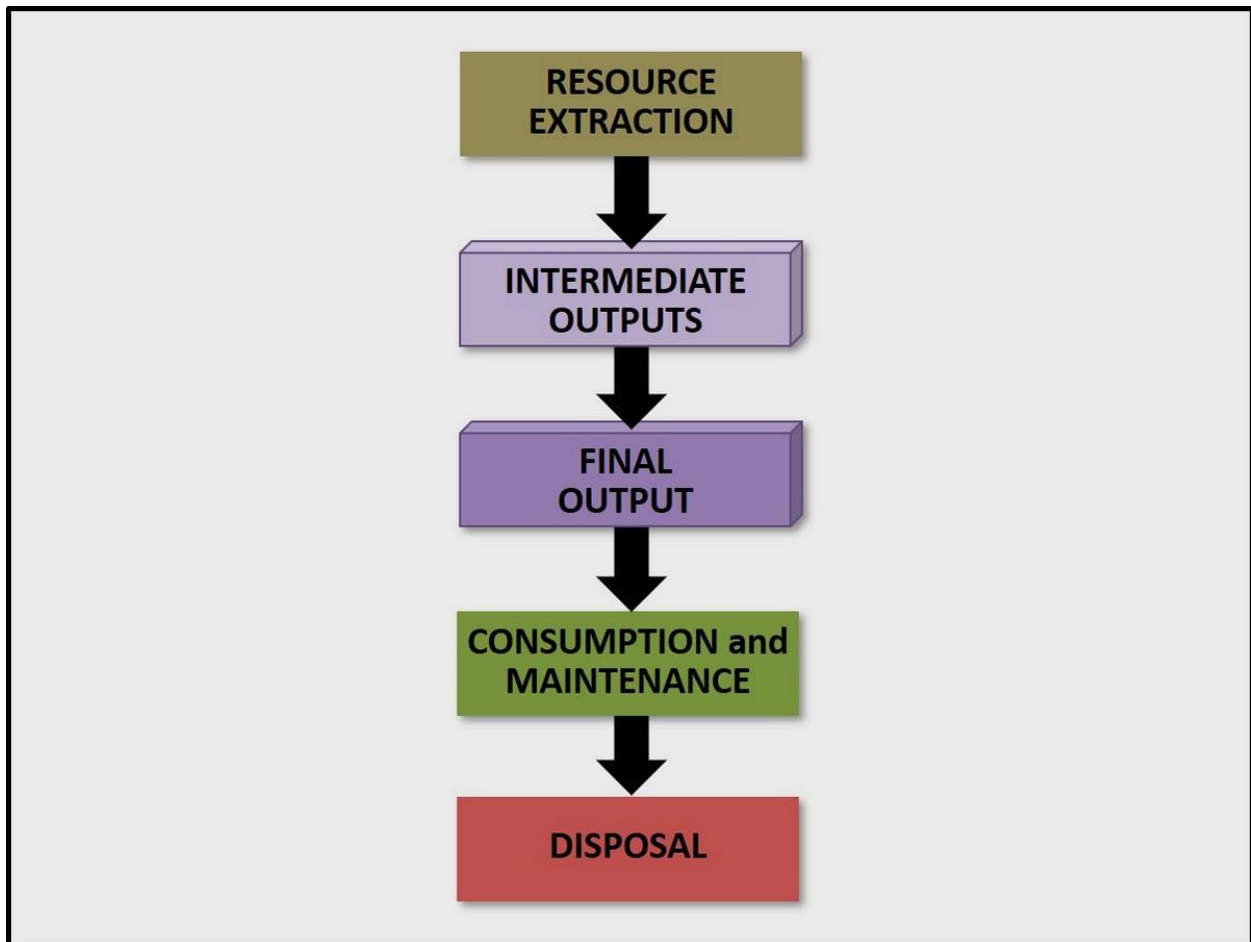 RESOURCE
EXTRACTION
INTERMEDIATE
OUTPUTS
FINAL
OUTPUT
CONSUMPTION and
MAINTENANCE
DISPOSAL